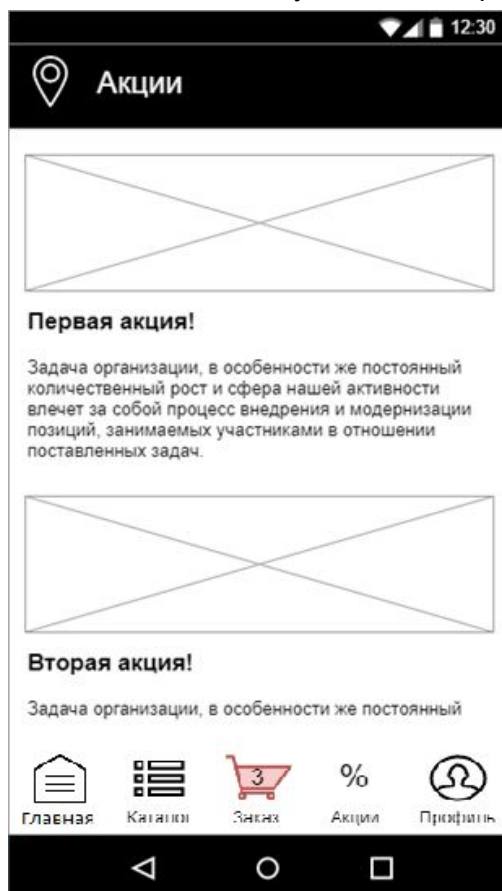 12:30
Акции
Первая акция!
Задача организации, в особенности же постоянный
количественный рост и сфера нашей активности
влечет за собой процесс внедрения и модернизации
позиций, занимаемых участниками в отношении
поставленных задач.
Вторая акция!
Задача организации, в особенности же постоянный
3 %
Главная Каталог Заказ Акции Профиль